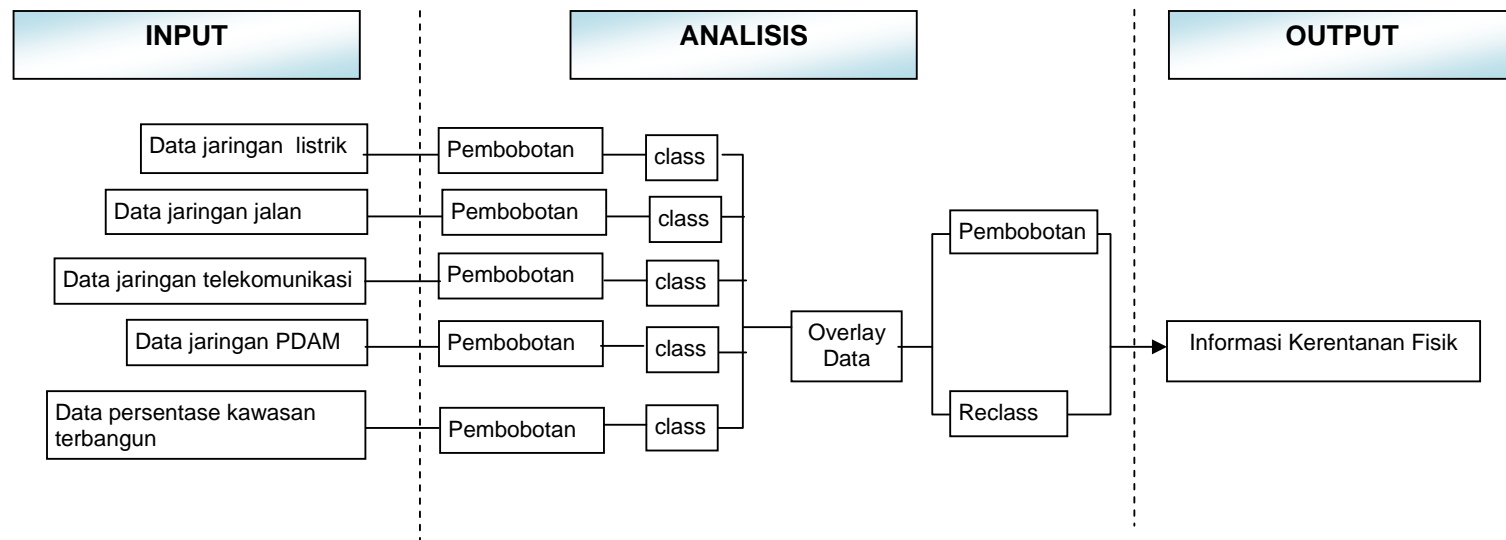 INPUT
ANALISIS
OUTPUT
Data jaringan listrik
Pembobotan
class
Data jaringan jalan
Pembobotan
class
Data jaringan telekomunikasi
Pembobotan
class
Data jaringan PDAM
Pembobotan
class
Data persentase kawasan
terbangun
Pembobotan
class
Overlay
Data
Pembobotan
Reclass
Informasi Kerentanan Fisik